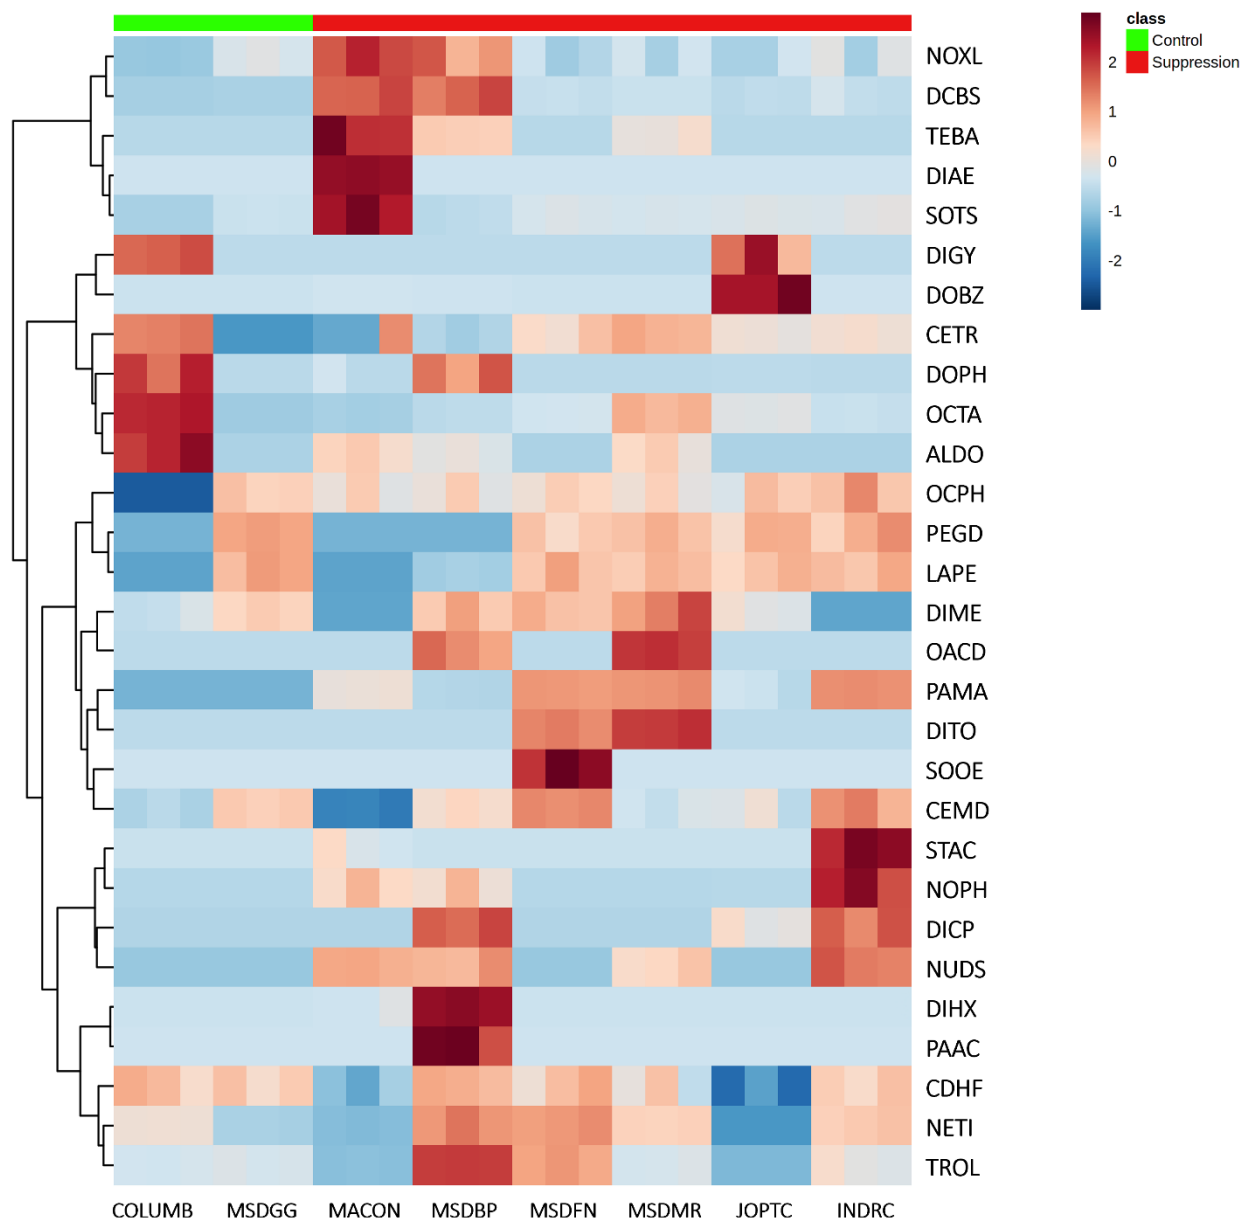 class
Control
Suppression
2
1
0
-1
-2
NOXL
DCBS
TEBA
DIAE
SOTS
DIGY
DOBZ
CETR
DOPH
OCTA
ALDO
OCPH
PEGD
LAPE
DIME
OACD
PAMA
DITO
SOOE
CEMD
STAC
NOPH
DICP
NUDS
DIHX
PAAC
CDHF
NETI
TROL
COLUMB MSDGG MACON MSDBP MSDFN MSDMR JOPTC INDRC